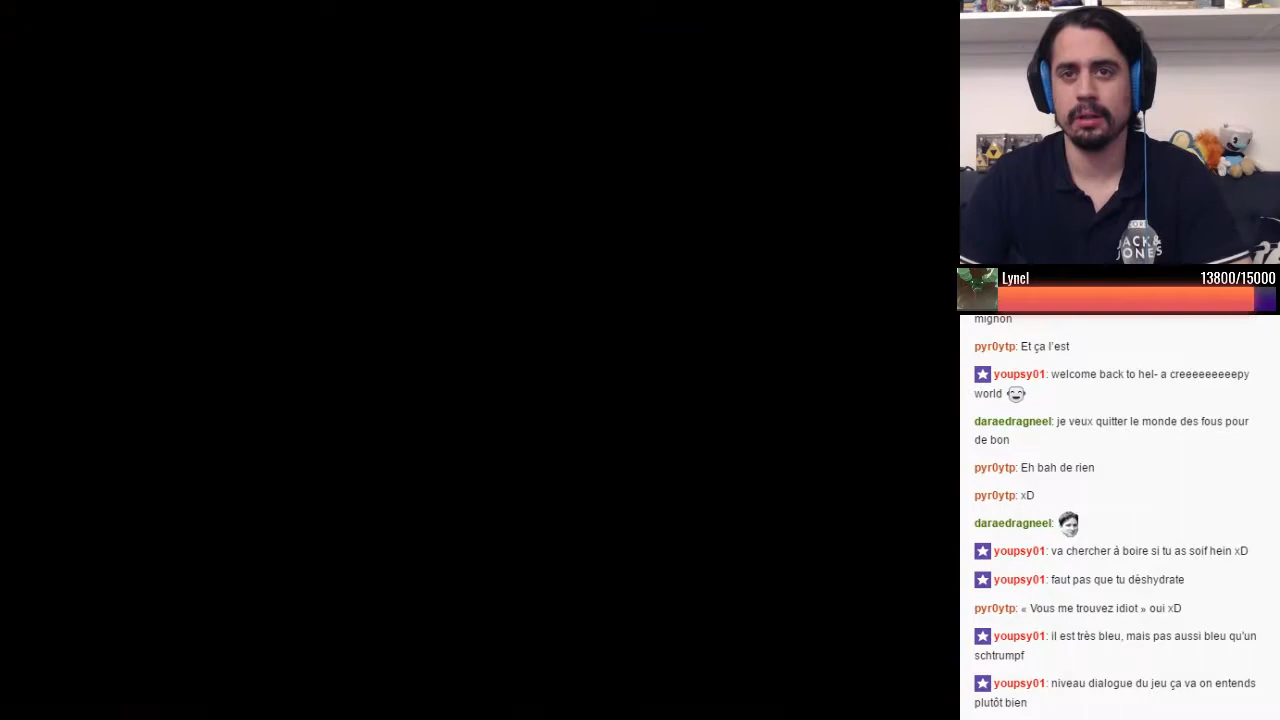 JACK &
JONES
Lynel 13800/15000
mignon
pyr0ytp: Et ça l'est
youpsy01: welcome back to hel- a creeeeeeeeepy
world
daraedragneel: je veux quitter le monde des fous pour
de bon
pyr0ytp: Eh bah de rien
pyr0ytp: xD
daraedragneel:
youpsy01: va chercher à boire si tu as soif hein xD
youpsy01: faut pas que tu déshydrate
pyr0ytp: « Vous me trouvez idiot » oui xD
youpsy01: il est très bleu, mais pas aussi bleu qu'un
schtrumpf
youpsy01: niveau dialogue du jeu ça va on entends
plutôt bien